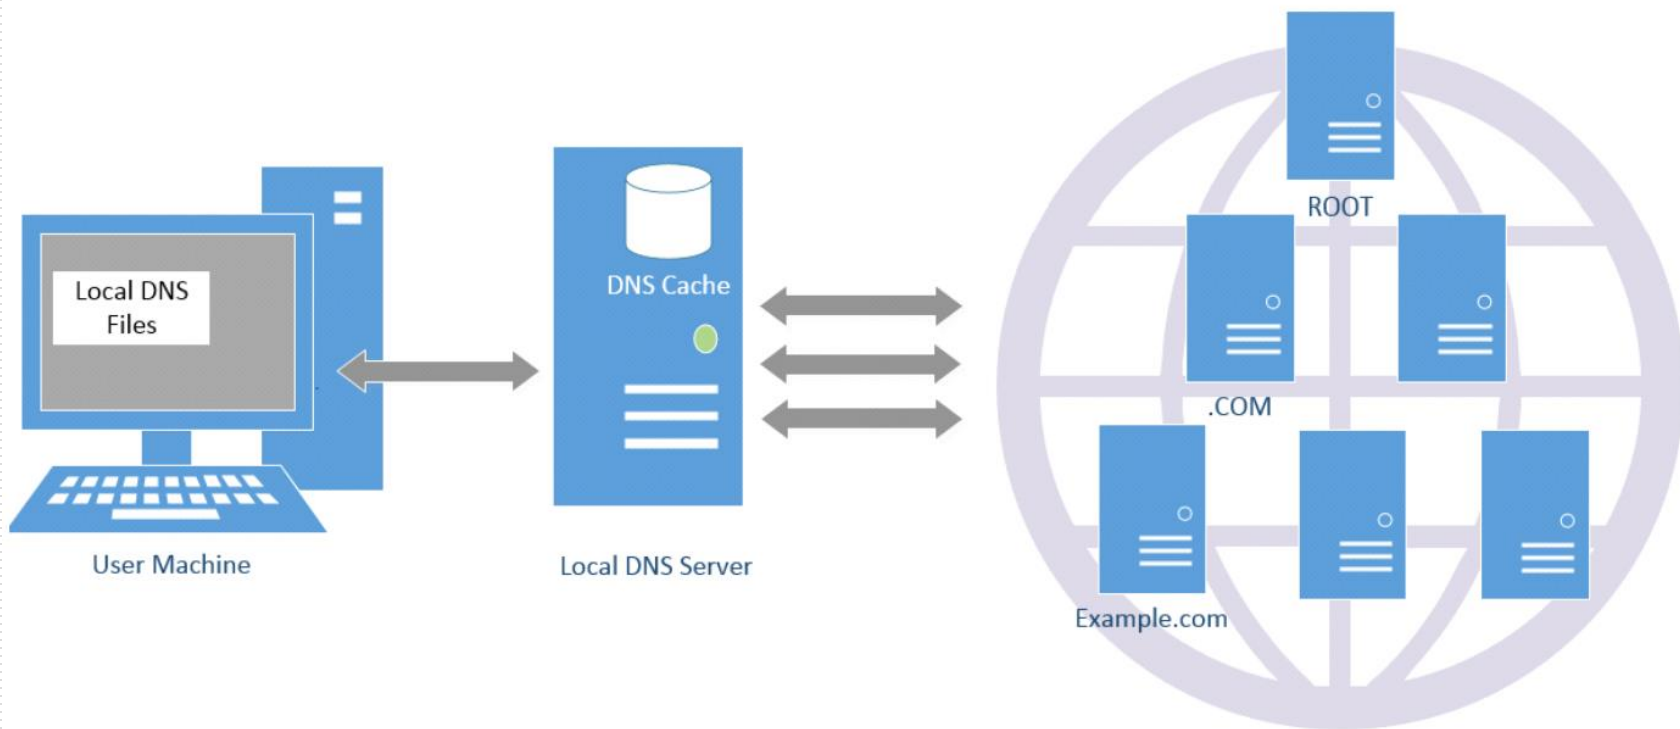 Local DNS
Files
User Machine
DNS Cache
Local DNS Server
ROOT
.COM
Example.com